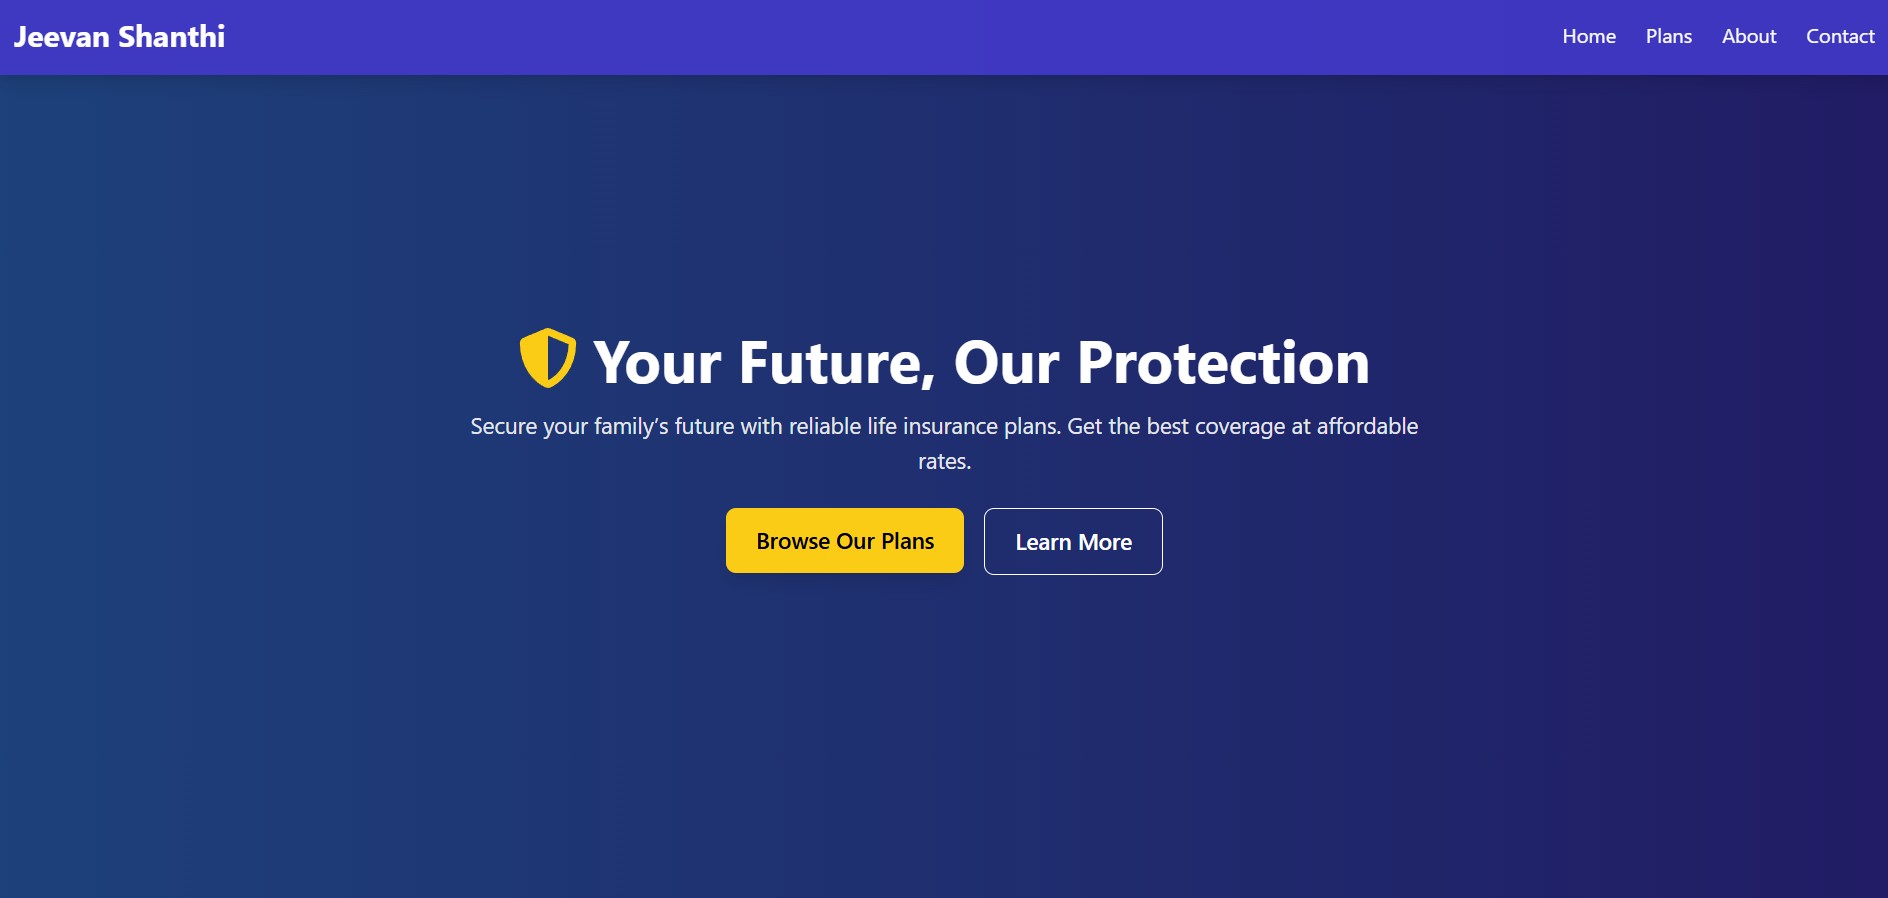 Jeevan Shanthi
Home
Plans
About
Contact
Your Future, Our Protection
Secure your family’s future with reliable life insurance plans. Get the best coverage at affordable
rates.
Browse Our Plans
Learn More